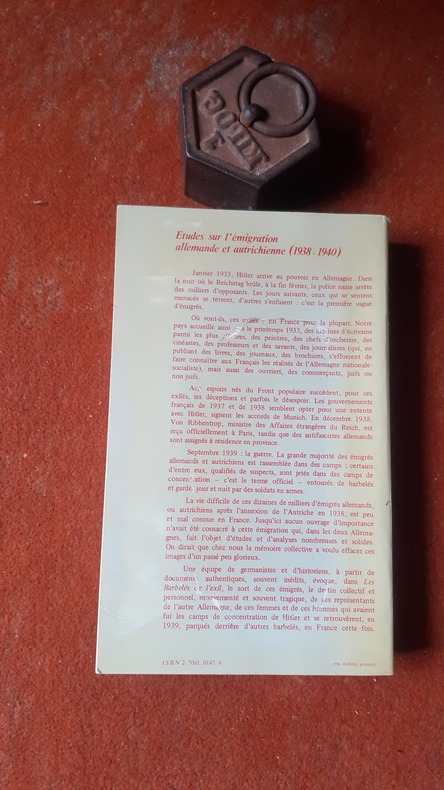 Etudes sur l'émigration
allemande et autrichienne (1938-1940)
Janvier 1933, Hitler arrive au pouvoir en Allemagne. Dans
la nuit où le Reichstag brûle, à la fin février, la police nazie arrête
des milliers d'opposants. Les jours suivants, ceux qui se sentent
menacés se terrent, d'autres s'enfuient : c'est la première vague
d'émigrés.
Où vont-ils, ces exilés – En France pour la plupart. Notre
pays accueille ainsi le printemps 1933, des dizaines d'écrivains
parmi les plus des peintres, des chefs d'orchestre, des
cinéastes, des professeurs et des savants, des journalistes (qui, en
publiant des livres, des journaux, des brochures, s'efforcent de
faire connaître aux Français les réalités de l'Allemagne nationale-
socialiste), mais aussi des ouvriers, des commerçants, juifs ou
non juifs.
Aux espoirs nés du Front populaire succèdent, pour ces
exilés, les déceptions et parfois le désespoir. Les gouvernements
français de 1937 et de 1938 semblent opter pour une entente
avec Hitler, signent les accords de Munich. En décembre 1938,
Von Ribbentrop, ministre des Affaires étrangères du Reich, est
reçu officiellement à Paris, tandis que des antifascistes allemands
sont assignés à résidence en province.
Septembre 1939 : la guerre. La grande majorité des émigrés
allemands et autrichiens est rassemblée dans des camps ; certains
d'entre eux, qualifiés de suspects, sont jetés dans des camps de
concentration – c'est le terme officiel – entourés de barbelés
et gardés jour et nuit par des soldats en armes.
La vie difficile de ces dizaines de milliers d'émigrés allemands,
ou autrichiens après l'annexion de l'Autriche en 1938, est peu
et mal connue en France. Jusqu'ici aucun ouvrage d'importance
n'avait été consacré à cette émigration qui, dans les deux Allema-
gnes, fait l'objet d'études et d'analyses nombreuses et solides.
On dirait que chez nous la mémoire collective a voulu effacer ces
images d'un passé peu glorieux.
Une équipe de germanistes et d'historiens, à partir de
documents authentiques, souvent inédits, évoque, dans Les
Barbelés de l'exil, le sort de ces émigrés, le destin collectif et
personnel, mouvementé et souvent tragique, de ces représentants
de l'autre Allemagne, de ces femmes et de ces hommes qui avaient
fui les camps de concentration de Hitler et se retrouvèrent, en
1939, parqués derrière d'autres barbelés, en France cette fois.
ISBN 2.7061.0147.4